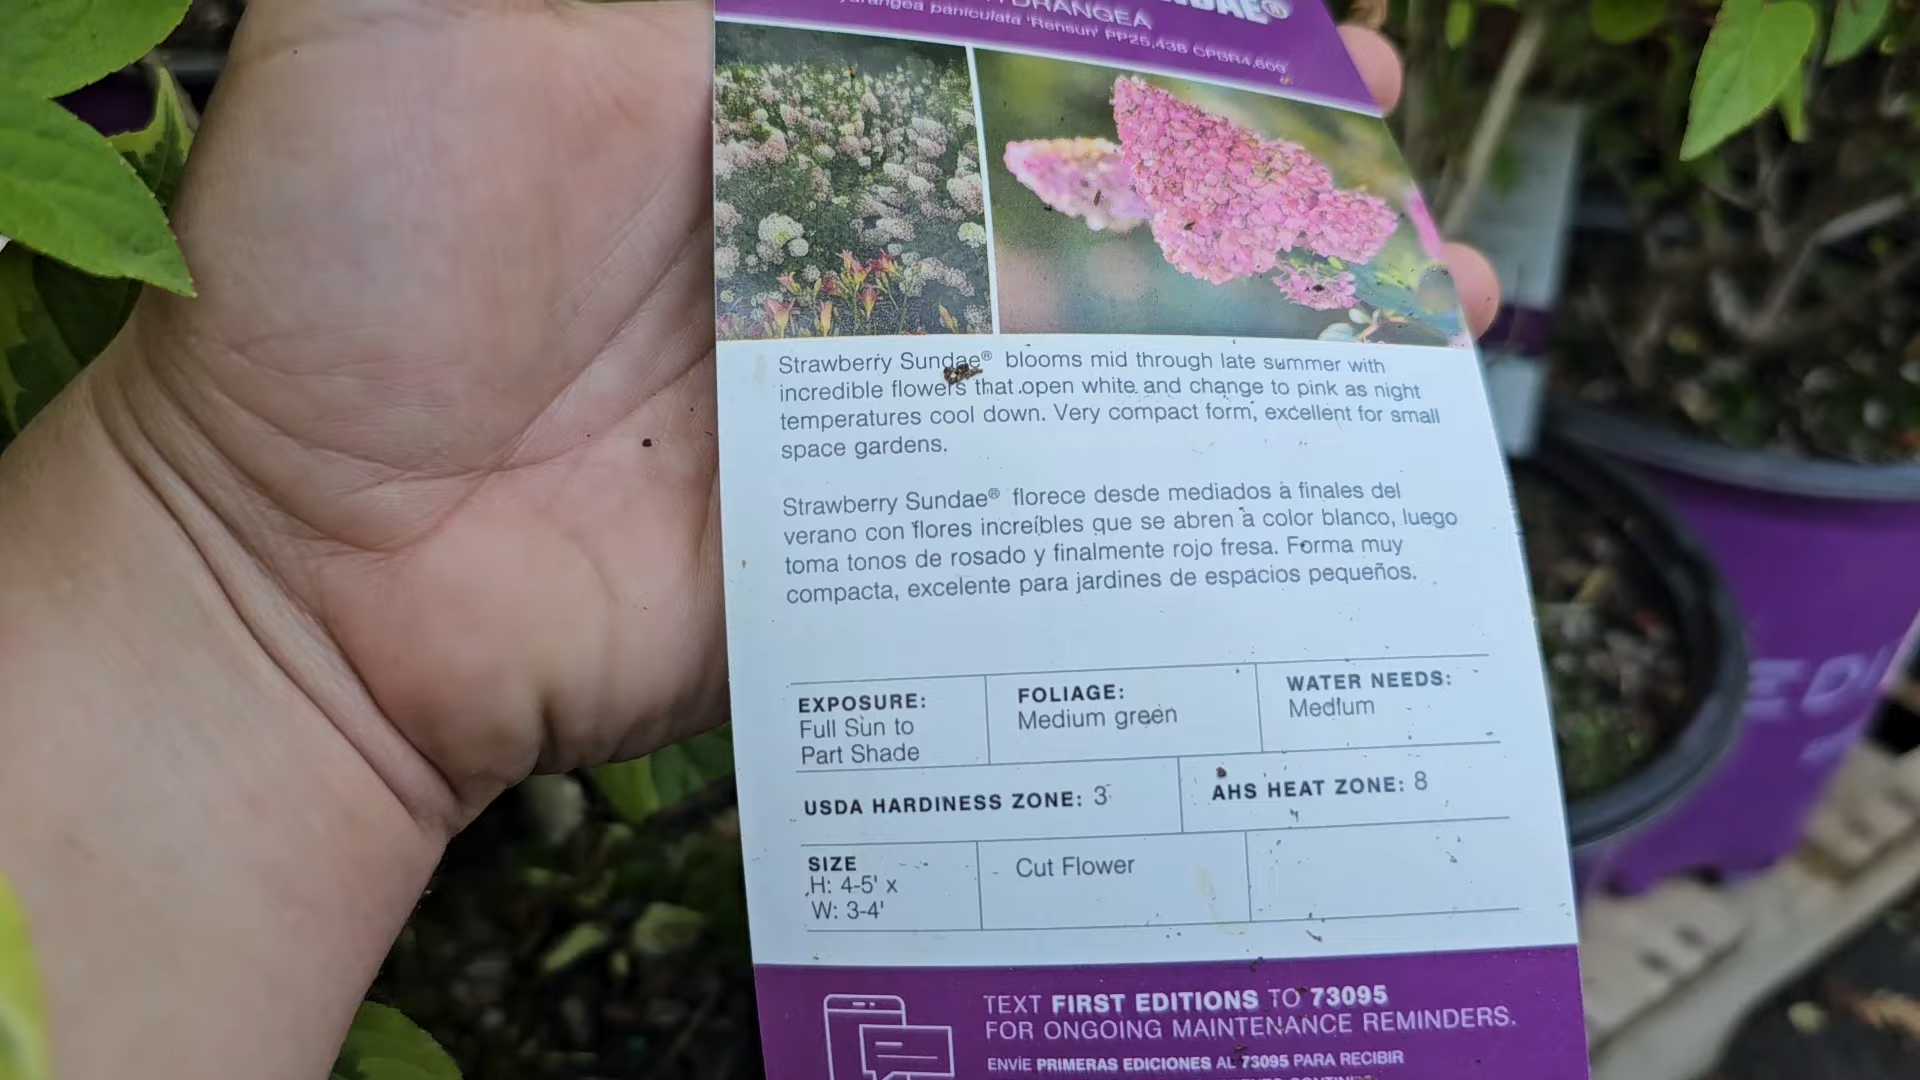 HYDRANGEA
paniculata 'Rensun' PP25,438 CPBR4,609
Strawberry Sundae® blooms mid through late summer with
incredible flowers that open white and change to pink as night
temperatures cool down. Very compact form, excellent for small
space gardens.
Strawberry Sundae® florece desde mediados a finales del
verano con flores increíbles que se abren a color blanco, luego
toma tonos de rosado y finalmente rojo fresa. Forma muy
compacta, excelente para jardines de espacios pequeños.
EXPOSURE:
Full Sun to
Part Shade
FOLIAGE:
Medium green
WATER NEEDS:
Medium
USDA HARDINESS ZONE: 3
AHS HEAT ZONE: 8
SIZE
H: 4-5' x
W: 3-4'
Cut Flower
TEXT FIRST EDITIONS TO 73095
FOR ONGOING MAINTENANCE REMINDERS.
ENVÍE PRIMERAS EDICIONES AL 73095 PARA RECIBIR